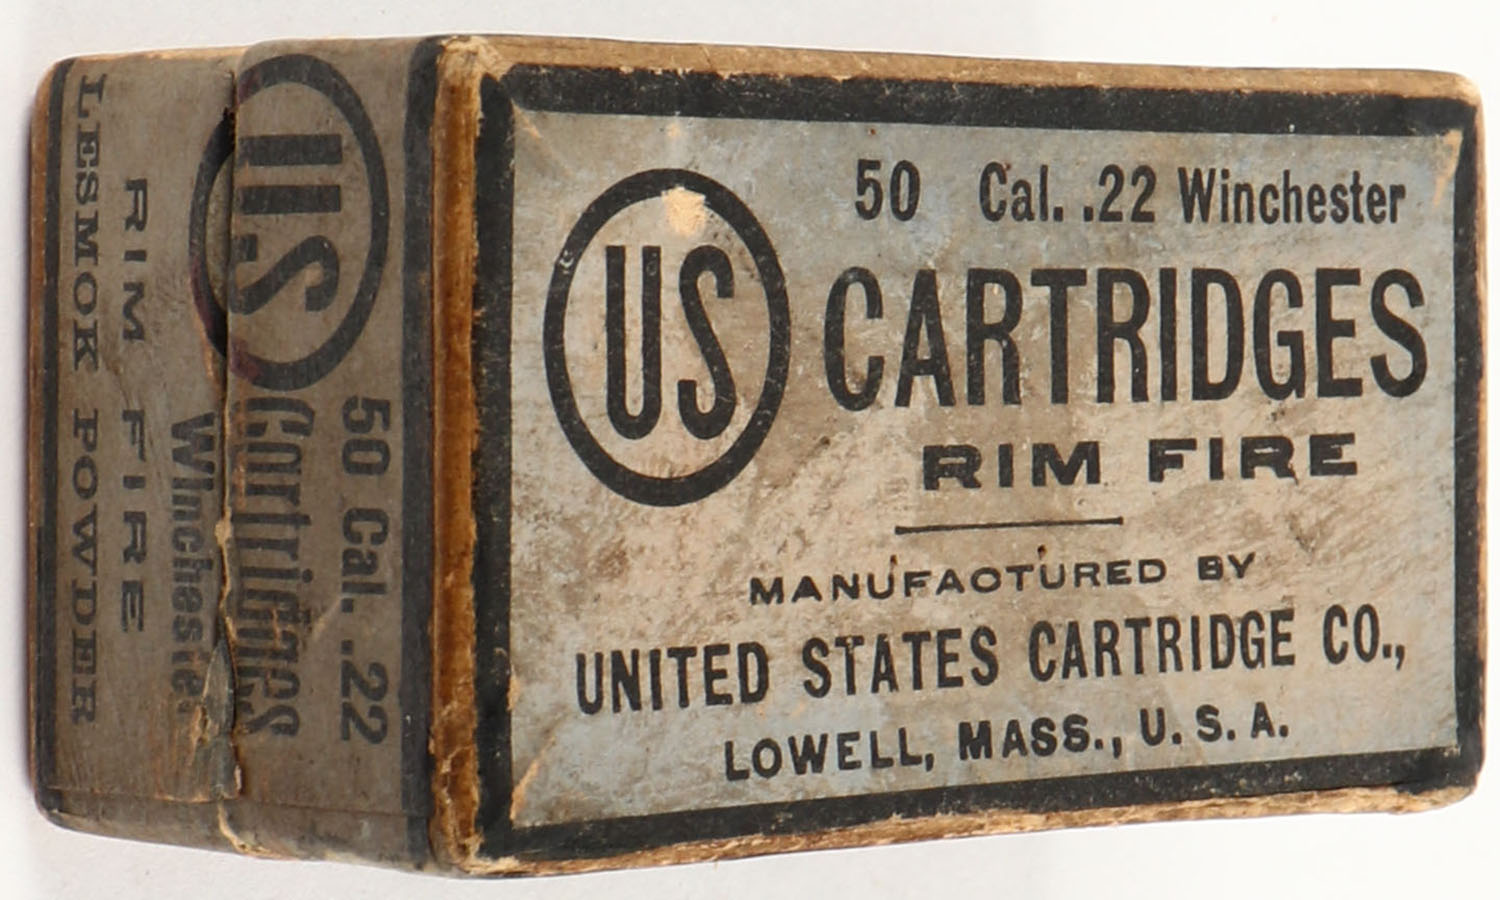 50 Cal. .22 Winchester
US
CARTRIDGES
RIM FIRE
MANUFACTURED BY
UNITED STATES CARTRIDGE CO.,
LOWELL, MASS., U.S.A.
50 Cal. .22
US Cartridges
Winchester
RIM FIRE
LESMOK POWDER